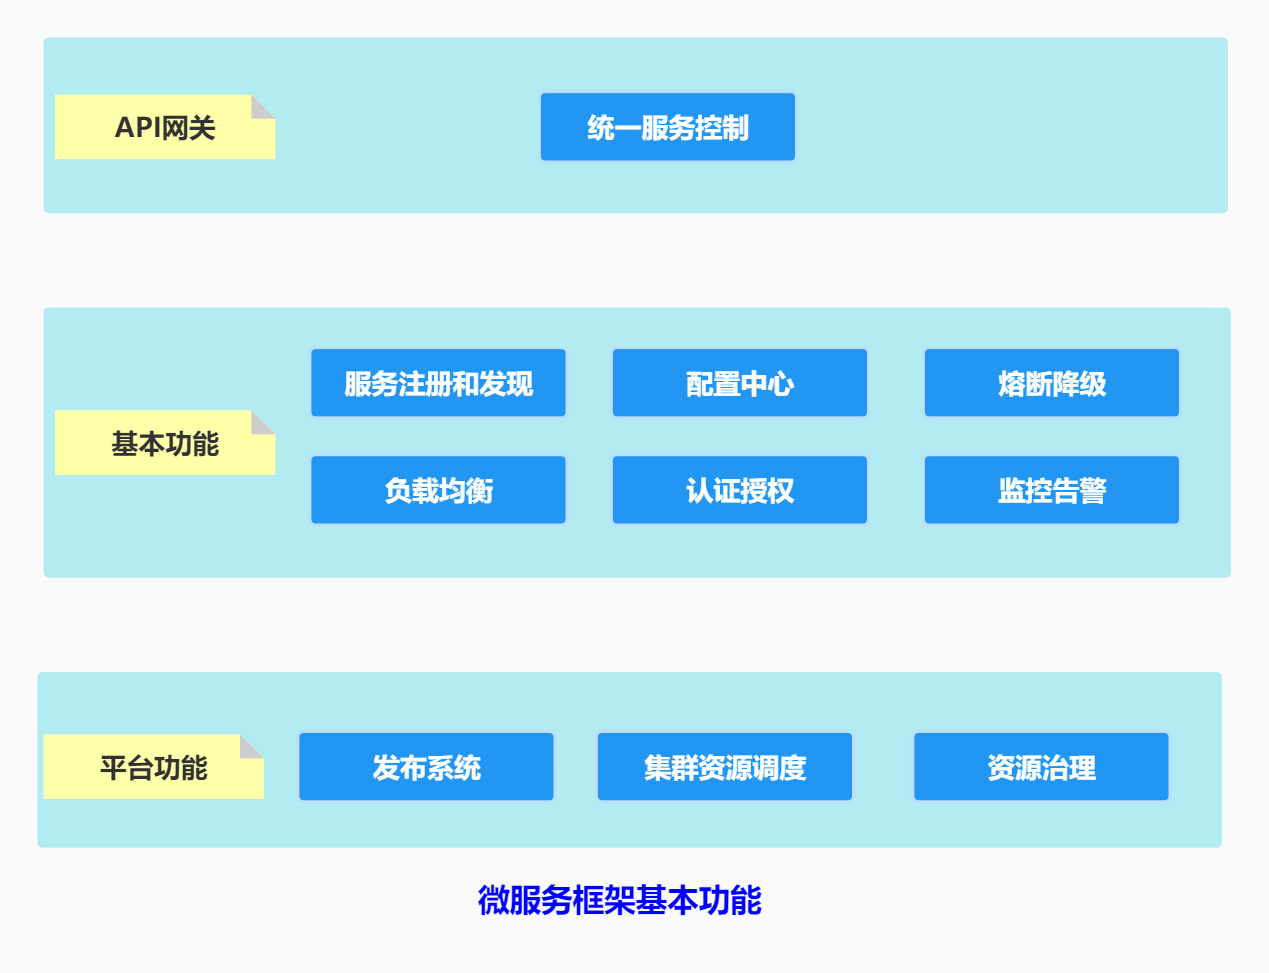 API网关
统一服务控制
基本功能
服务注册和发现
配置中心
熔断降级
负载均衡
认证授权
监控告警
平台功能
发布系统
集群资源调度
资源治理
微服务框架基本功能